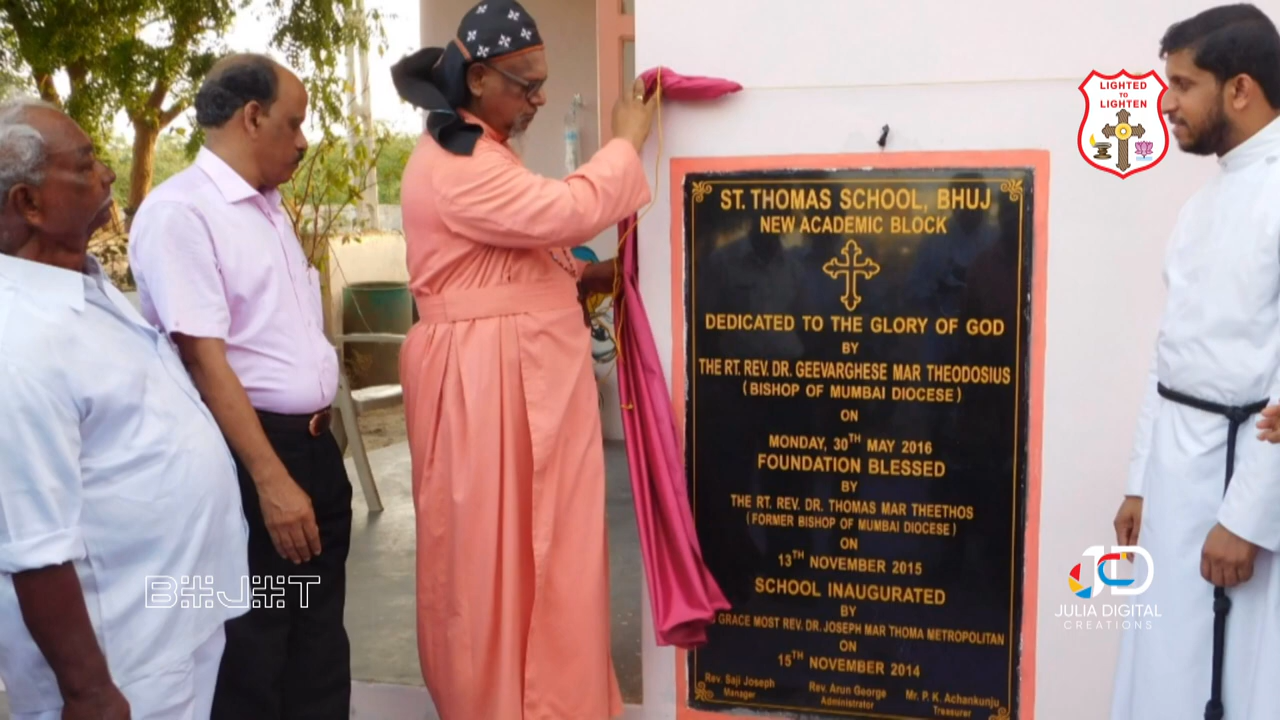 LIGHTED
TO
LIGHTEN
ST. THOMAS SCHOOL, BHUJ
NEW ACADEMIC BLOCK
DEDICATED TO THE GLORY OF GOD
BY
THE RT. REV. DR. GEEVARGHESE MAR THEODOSIUS
(BISHOP OF MUMBAI DIOCESE)
ON
MONDAY, 30TH MAY 2016
FOUNDATION BLESSED
BY
THE RT. REV. DR. THOMAS MAR THEETHOS
(FORMER BISHOP OF MUMBAI DIOCESE)
ON
13TH NOVEMBER 2015
SCHOOL INAUGURATED
BY
GRACE MOST REV. DR. JOSEPH MAR THOMA METROPOLITAN
ON
15TH NOVEMBER 2014
Rev. Saji Joseph Rev. Arun George Mr. P. K. Achankunju
Manager Administrator Treasurer
JD
JULIA DIGITAL
CREATIONS